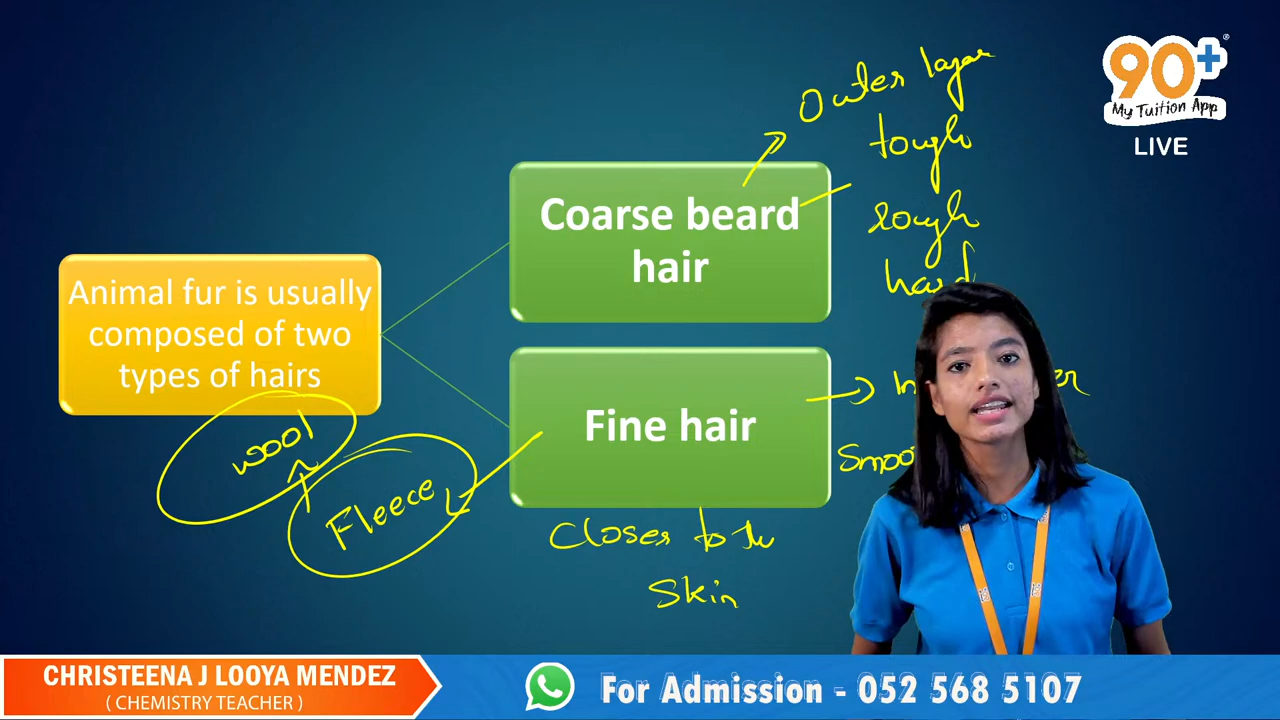 90+
My Tuition App
LIVE
Outer layer
tough
rough
hard
Coarse beard
hair
Animal fur is usually
composed of two
types of hairs
Fine hair
wool
Fleece
Closer to the
Skin
CHRISTEENA J LOOYA MENDEZ
( CHEMISTRY TEACHER )
For Admission - 052 568 5107